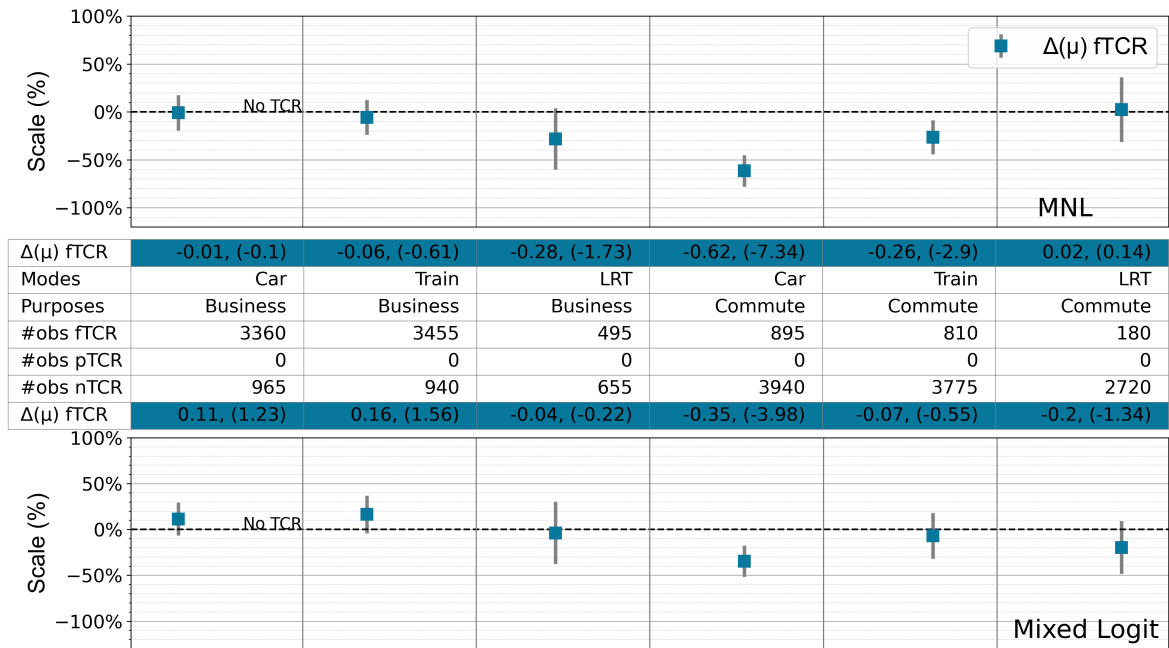 100%
50%
0%
−50%
−100%
Scale (%)
No TCR
Δ(μ) fTCR
MNL
Δ(μ) fTCR -0.01, (-0.1) -0.06, (-0.61) -0.28, (-1.73) -0.62, (-7.34) -0.26, (-2.9) 0.02, (0.14)
Modes Car Train LRT Car Train LRT
Purposes Business Business Business Commute Commute Commute
#obs fTCR 3360 3455 495 895 810 180
#obs pTCR 0 0 0 0 0 0
#obs nTCR 965 940 655 3940 3775 2720
Δ(μ) fTCR 0.11, (1.23) 0.16, (1.56) -0.04, (-0.22) -0.35, (-3.98) -0.07, (-0.55) -0.2, (-1.34)
100%
50%
0%
−50%
−100%
Scale (%)
No TCR
Mixed Logit